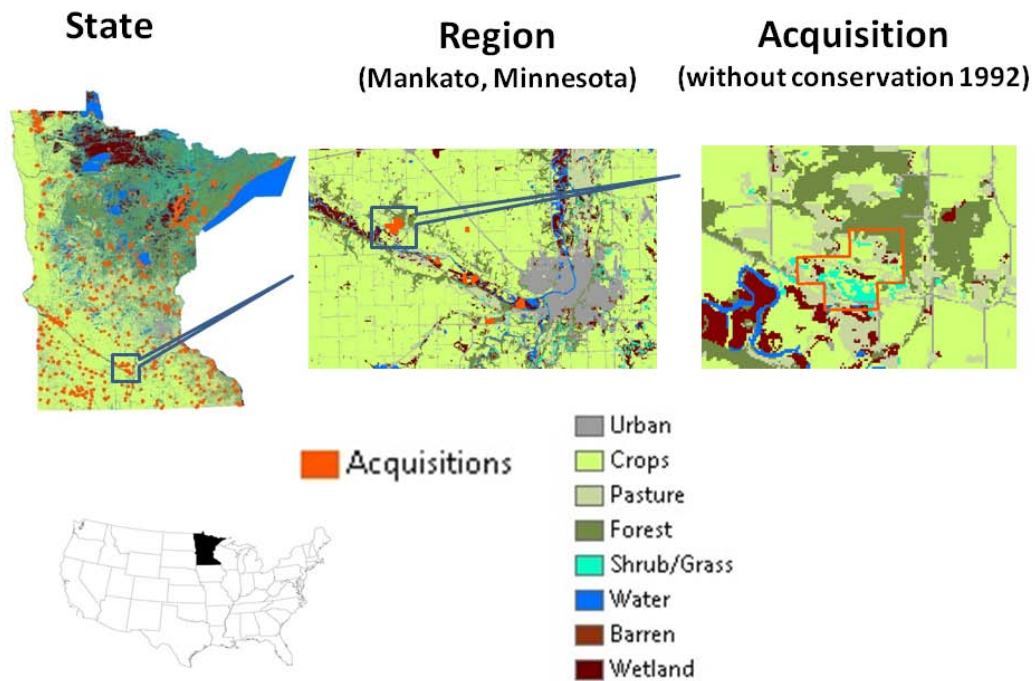 State
Region
(Mankato, Minnesota)
Acquisition
(without conservation 1992)
Acquisitions
Urban
Crops
Pasture
Forest
Shrub/Grass
Water
Barren
Wetland